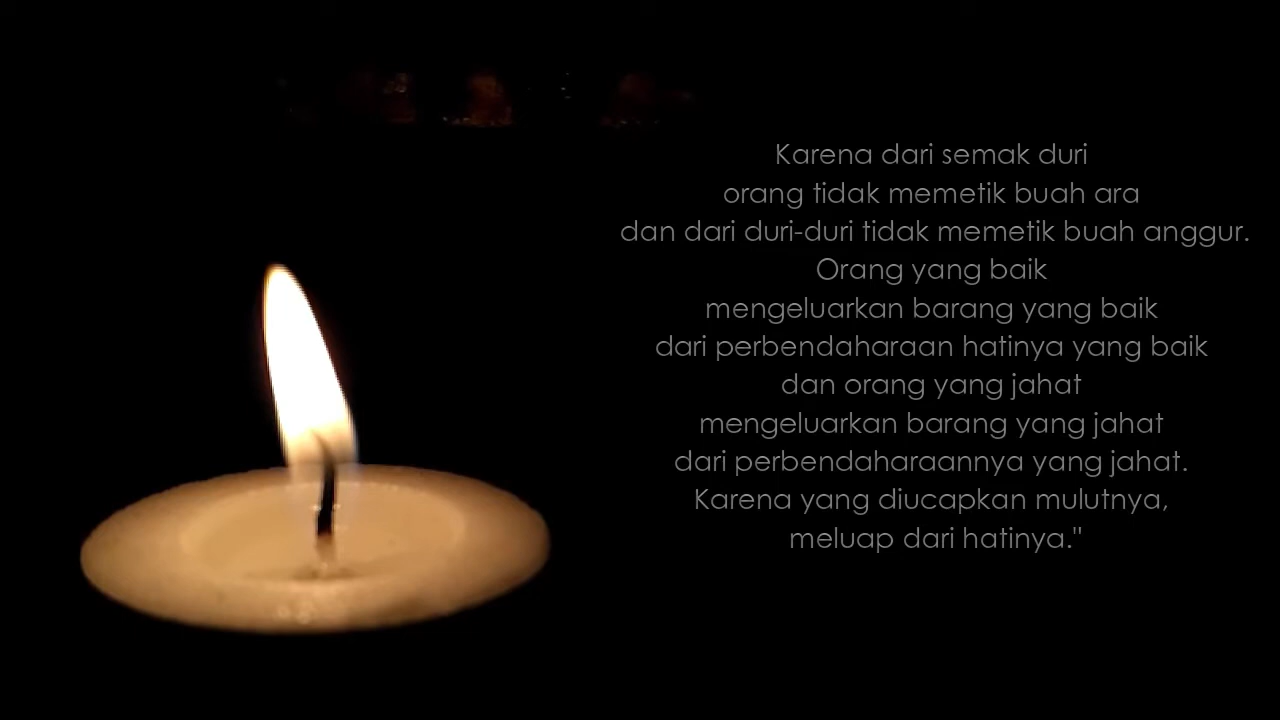 Karena dari semak duri
orang tidak memetik buah ara
dan dari duri-duri tidak memetik buah anggur.
Orang yang baik
mengeluarkan barang yang baik
dari perbendaharaan hatinya yang baik
dan orang yang jahat
mengeluarkan barang yang jahat
dari perbendaharaannya yang jahat.
Karena yang diucapkan mulutnya,
meluap dari hatinya."